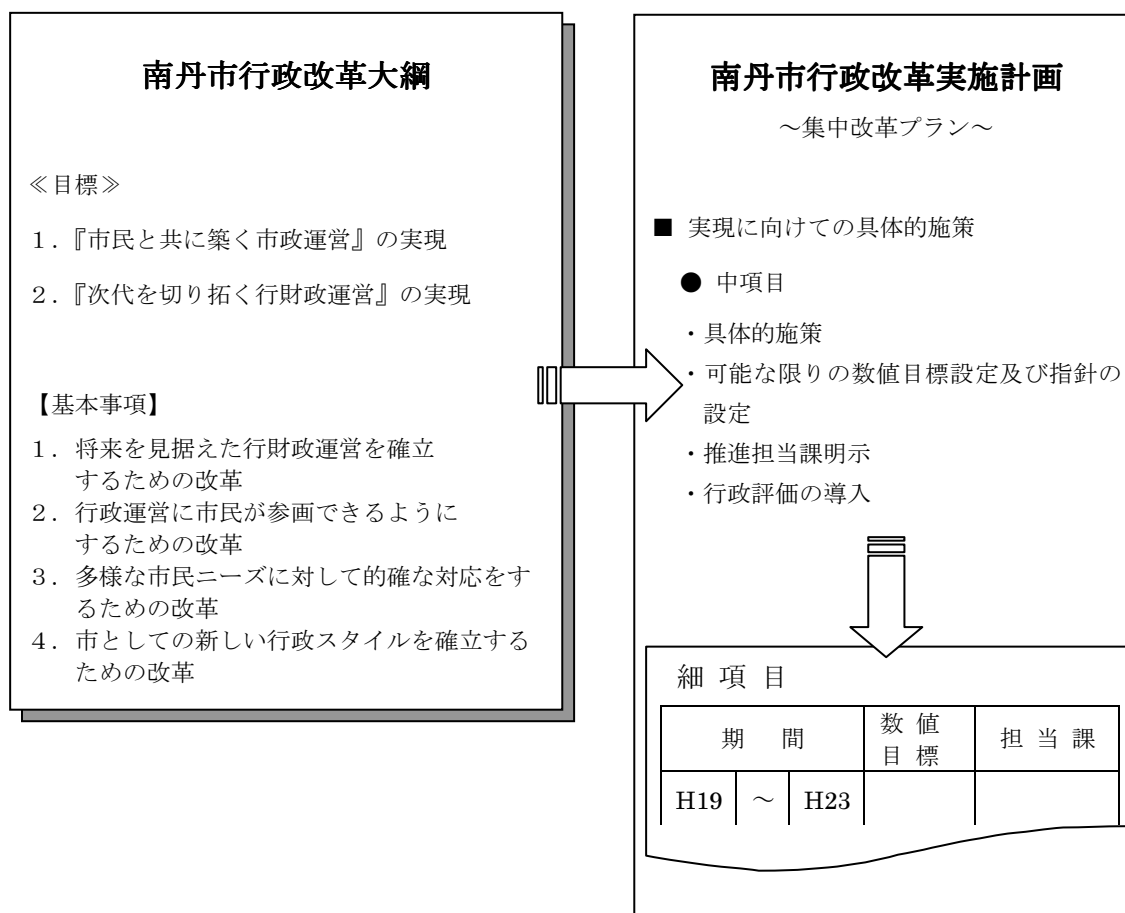 南丹市行政改革大綱
≪目標≫
１．『市民と共に築く市政運営』の実現
２．『次代を切り拓く行財政運営』の実現
【基本事項】
１．将来を見据えた行財政運営を確立
するための改革
２．行政運営に市民が参画できるように
するための改革
３．多様な市民ニーズに対して的確な対応をす
るための改革
４．市としての新しい行政スタイルを確立する
ための改革
南丹市行政改革実施計画
～集中改革プラン～
■ 実現に向けての具体的施策
● 中項目
・具体的施策
・可能な限りの数値目標設定及び指針の
設定
・推進担当課明示
・行政評価の導入
細 項 目
期 間
数 値
目 標
担 当 課
H19 ～ H23